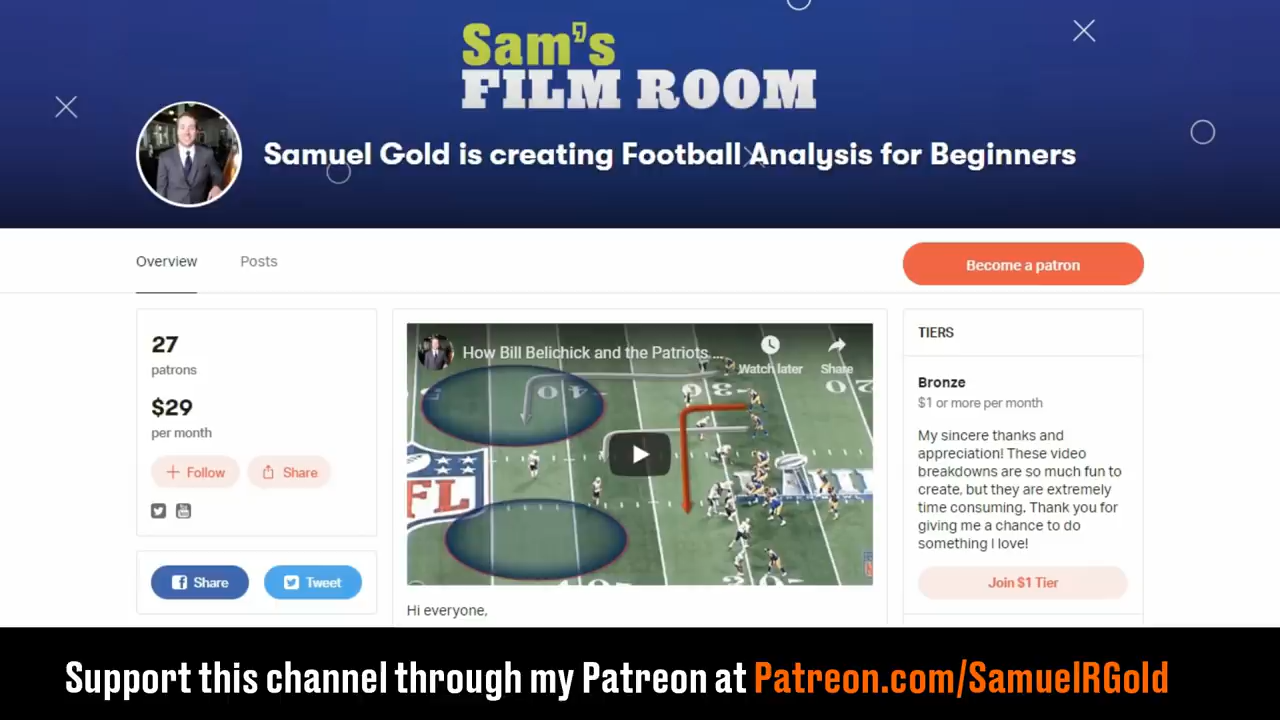 Sam's
FILM ROOM
Samuel Gold is creating Football Analysis for Beginners
Overview
Posts
Become a patron
27
patrons
$29
per month
Follow
Share
Share
Tweet
How Bill Belichick and the Patriots ...
Watch later
Share
Hi everyone,
TIERS
Bronze
$1 or more per month
My sincere thanks and
appreciation! These video
breakdowns are so much fun to
create, but they are extremely
time consuming. Thank you for
giving me a chance to do
something I love!
Join $1 Tier
Support this channel through my Patreon at Patreon.com/SamuelRGold